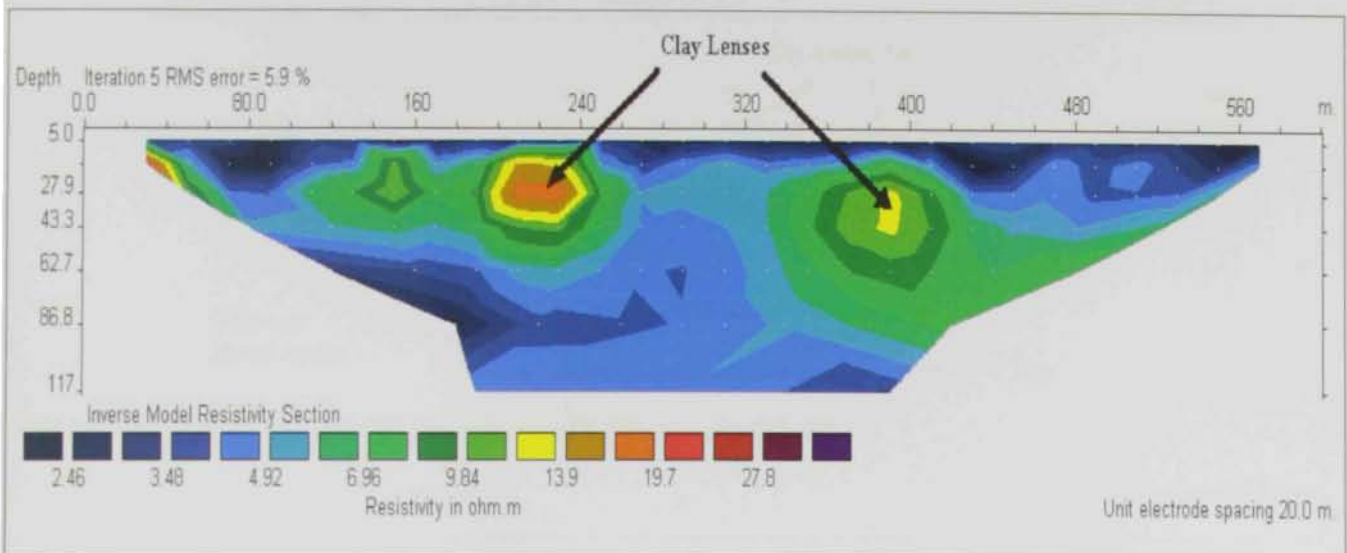 Clay Lenses
Depth Iteration 5 RMS error = 5.9 %
0.0 80.0 160 240 320 400 480 560 m.
5.0
27.9
43.3
62.7
86.8
117.
Inverse Model Resistivity Section
2.46 3.48 4.92 6.96 9.84 13.9 19.7 27.8
Resistivity in ohm.m
Unit electrode spacing 20.0 m.